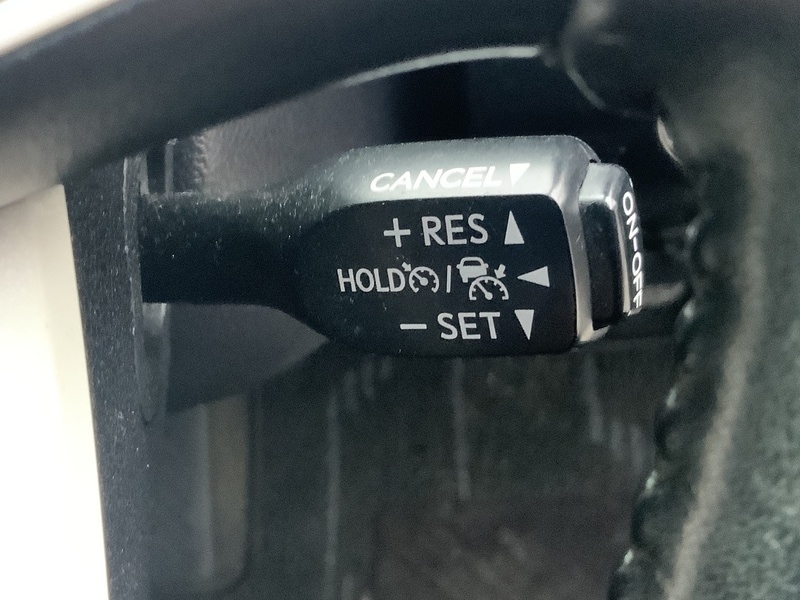 CANCEL▼
+ RES ▲
HOLD / ◀
− SET ▼
ON-OFF